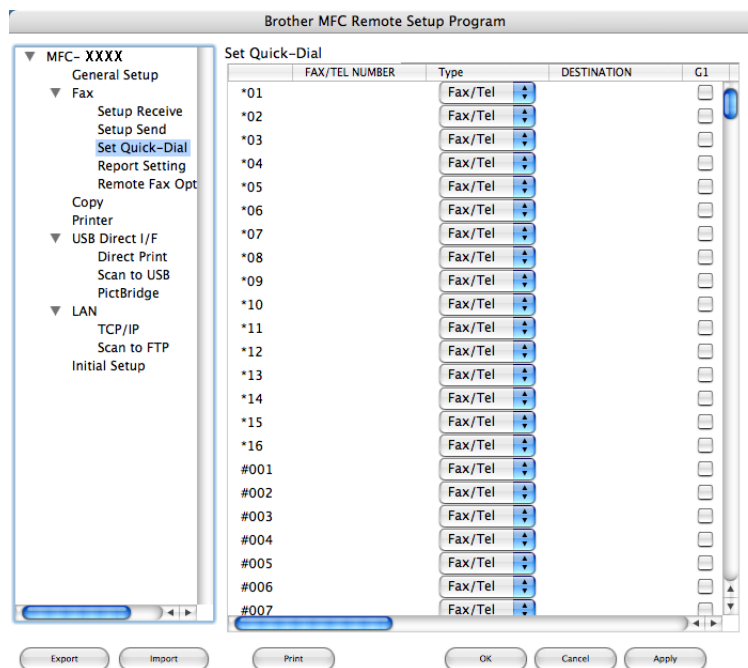 Brother MFC Remote Setup Program
MFC- XXXX
General Setup
Fax
Setup Receive
Setup Send
Set Quick-Dial
Report Setting
Remote Fax Opt
Copy
Printer
USB Direct I/F
Direct Print
Scan to USB
PictBridge
LAN
TCP/IP
Scan to FTP
Initial Setup
Set Quick-Dial
FAX/TEL NUMBER Type DESTINATION G1
*01 Fax/Tel
*02 Fax/Tel
*03 Fax/Tel
*04 Fax/Tel
*05 Fax/Tel
*06 Fax/Tel
*07 Fax/Tel
*08 Fax/Tel
*09 Fax/Tel
*10 Fax/Tel
*11 Fax/Tel
*12 Fax/Tel
*13 Fax/Tel
*14 Fax/Tel
*15 Fax/Tel
*16 Fax/Tel
#001 Fax/Tel
#002 Fax/Tel
#003 Fax/Tel
#004 Fax/Tel
#005 Fax/Tel
#006 Fax/Tel
#007 Fax/Tel
Export Import Print OK Cancel Apply